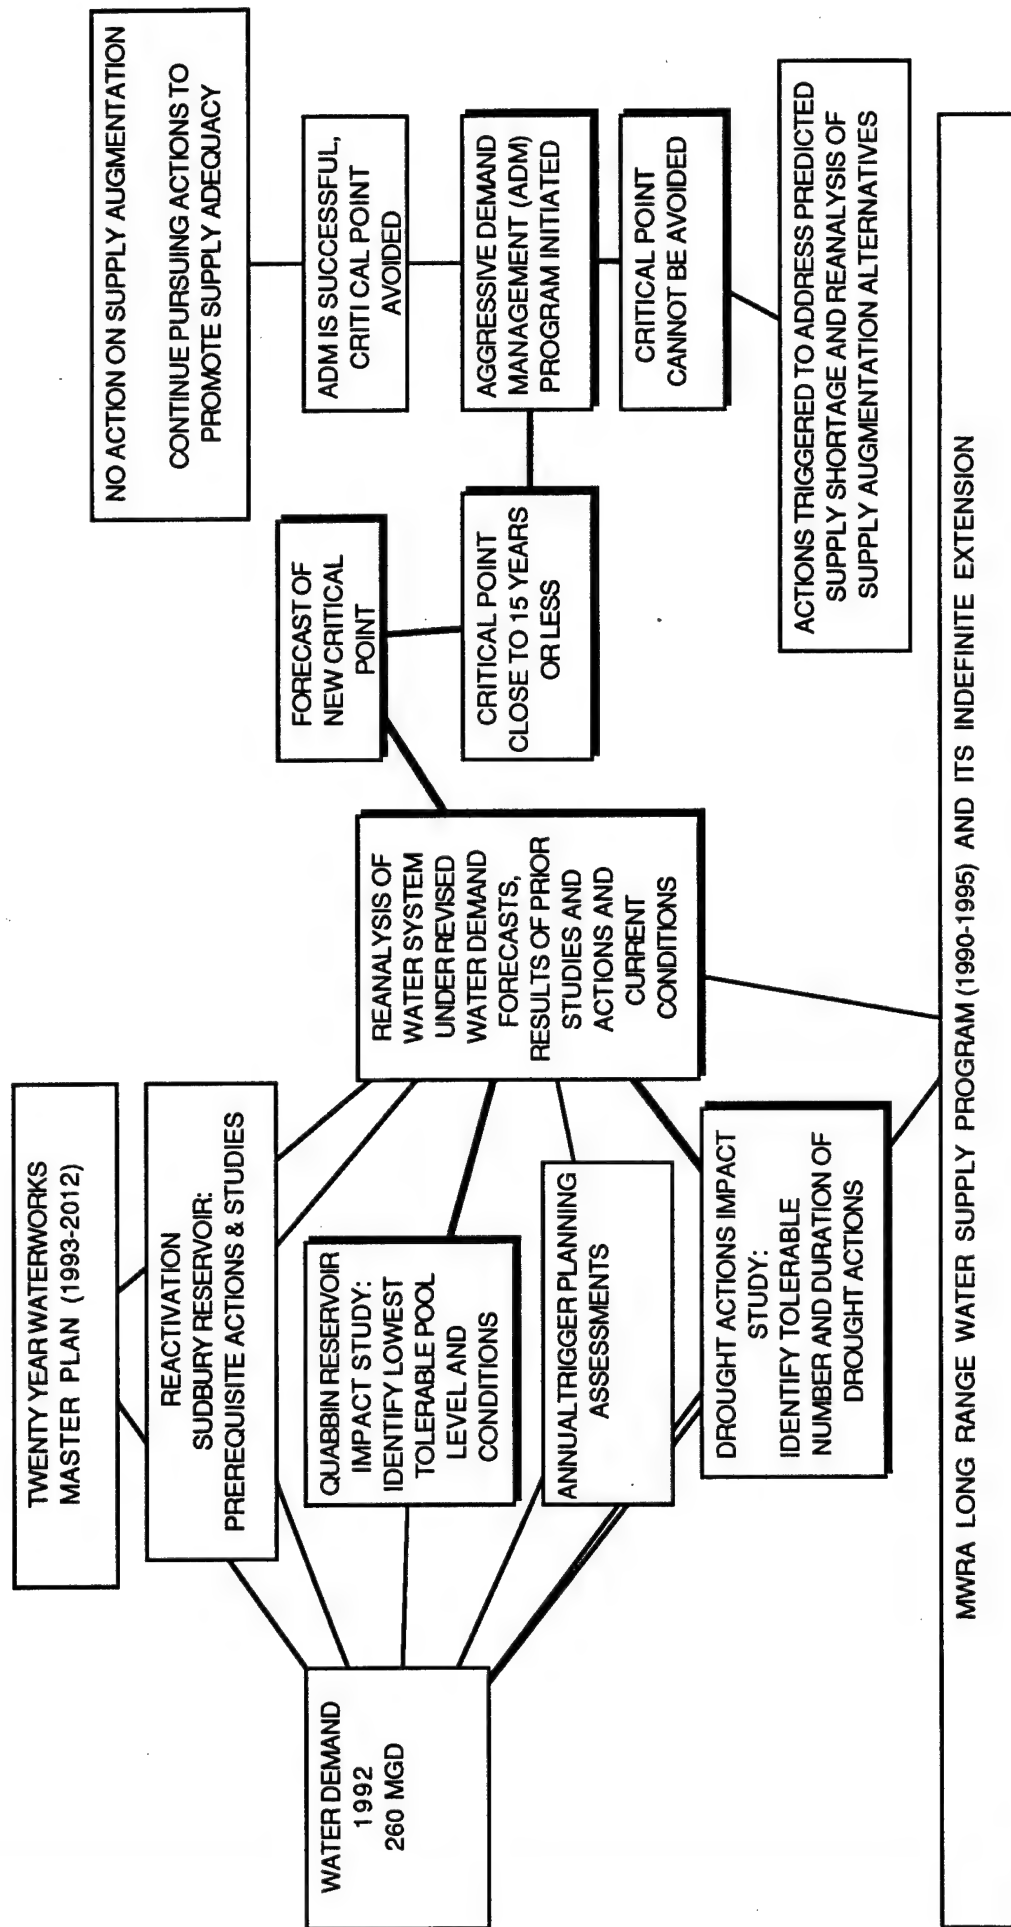 TWENTY YEAR WATERWORKS
MASTER PLAN (1993-2012)
REACTIVATION
SUDBURY RESERVOIR:
PREREQUISITE ACTIONS & STUDIES
WATER DEMAND
1992
260 MGD
QUABBIN RESERVOIR
IMPACT STUDY:
IDENTIFY LOWEST
TOLERABLE POOL
LEVEL AND
CONDITIONS
ANNUAL TRIGGER PLANNING
ASSESSMENTS
DROUGHT ACTIONS IMPACT
STUDY:
IDENTIFY TOLERABLE
NUMBER AND DURATION OF
DROUGHT ACTIONS
REANALYSIS OF
WATER SYSTEM
UNDER REVISED
WATER DEMAND
FORECASTS,
RESULTS OF PRIOR
STUDIES AND
ACTIONS AND
CURRENT
CONDITIONS
FORECAST OF
NEW CRITICAL
POINT
CRITICAL POINT
CLOSE TO 15 YEARS
OR LESS
NO ACTION ON SUPPLY AUGMENTATION
CONTINUE PURSUING ACTIONS TO
PROMOTE SUPPLY ADEQUACY
ADM IS SUCCESSFUL,
CRITICAL POINT
AVOIDED
AGGRESSIVE DEMAND
MANAGEMENT (ADM)
PROGRAM INITIATED
CRITICAL POINT
CANNOT BE AVOIDED
ACTIONS TRIGGERED TO ADDRESS PREDICTED
SUPPLY SHORTAGE AND REANALYSIS OF
SUPPLY AUGMENTATION ALTERNATIVES
MWRA LONG RANGE WATER SUPPLY PROGRAM (1990-1995) AND ITS INDEFINITE EXTENSION